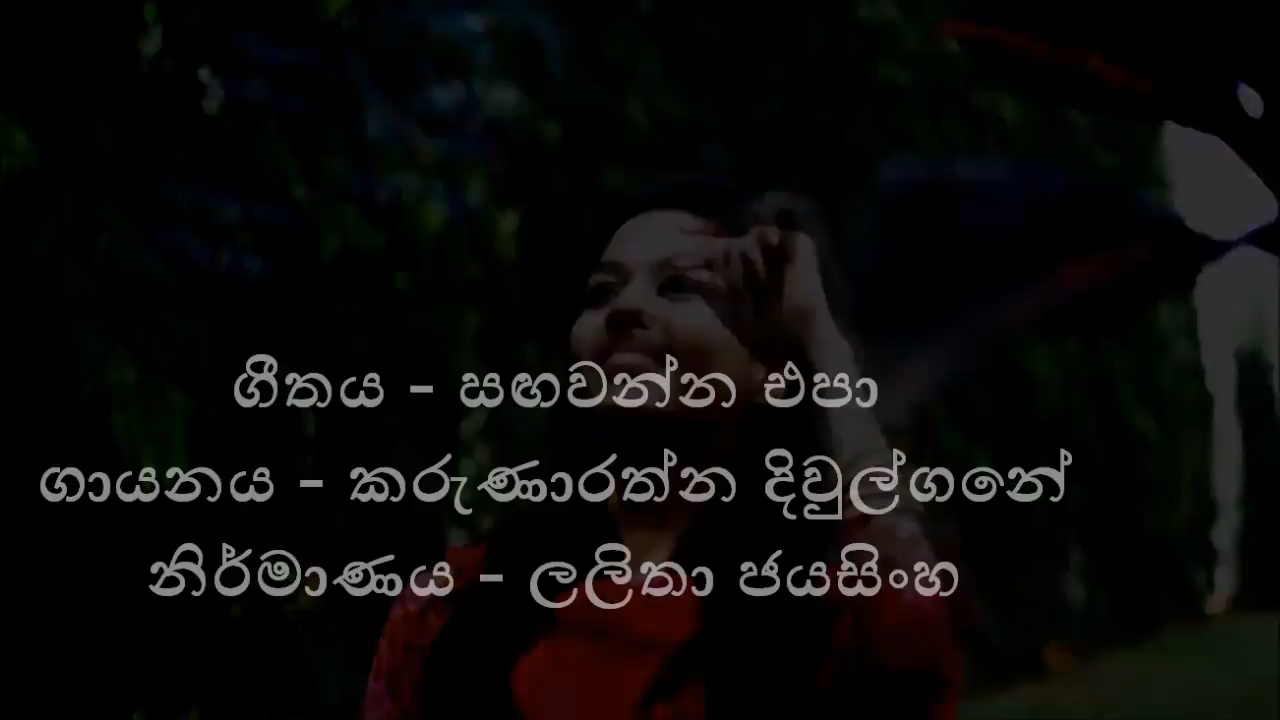 ගීතය - සඟවන්න එපා
ගායනය - කරුණාරත්න දිවුල්ගනේ
නිර්මාණය - ලලිතා ජයසිංහ